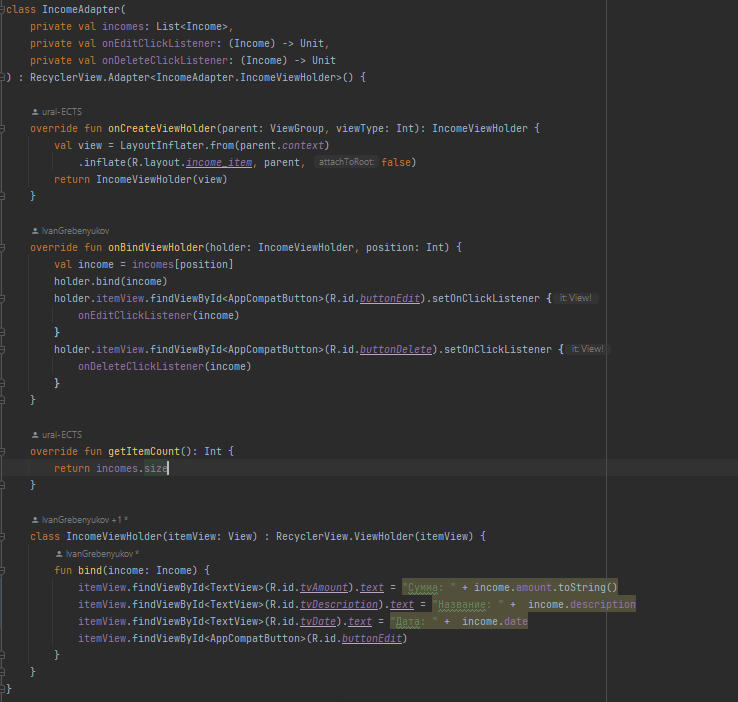 class IncomeAdapter(
    private val incomes: List<Income>,
    private val onEditClickListener: (Income) -> Unit,
    private val onDeleteClickListener: (Income) -> Unit
) : RecyclerView.Adapter<IncomeAdapter.IncomeViewHolder>() {
    ural-ECTS
    override fun onCreateViewHolder(parent: ViewGroup, viewType: Int): IncomeViewHolder {
        val view = LayoutInflater.from(parent.context)
            .inflate(R.layout.income_item, parent, attachToRoot: false)
        return IncomeViewHolder(view)
    }
    IvanGrebenyukov
    override fun onBindViewHolder(holder: IncomeViewHolder, position: Int) {
        val income = incomes[position]
        holder.bind(income)
        holder.itemView.findViewById<AppCompatButton>(R.id.buttonEdit).setOnClickListener { it: View!
            onEditClickListener(income)
        }
        holder.itemView.findViewById<AppCompatButton>(R.id.buttonDelete).setOnClickListener { it: View!
            onDeleteClickListener(income)
        }
    }
    ural-ECTS
    override fun getItemCount(): Int {
        return incomes.size
    }
    IvanGrebenyukov +1 *
    class IncomeViewHolder(itemView: View) : RecyclerView.ViewHolder(itemView) {
        IvanGrebenyukov *
        fun bind(income: Income) {
            itemView.findViewById<TextView>(R.id.tvAmount).text = "Сумма: " + income.amount.toString()
            itemView.findViewById<TextView>(R.id.tvDescription).text = "Название: " +  income.description
            itemView.findViewById<TextView>(R.id.tvDate).text = "Дата: " +  income.date
            itemView.findViewById<AppCompatButton>(R.id.buttonEdit)
        }
    }
}